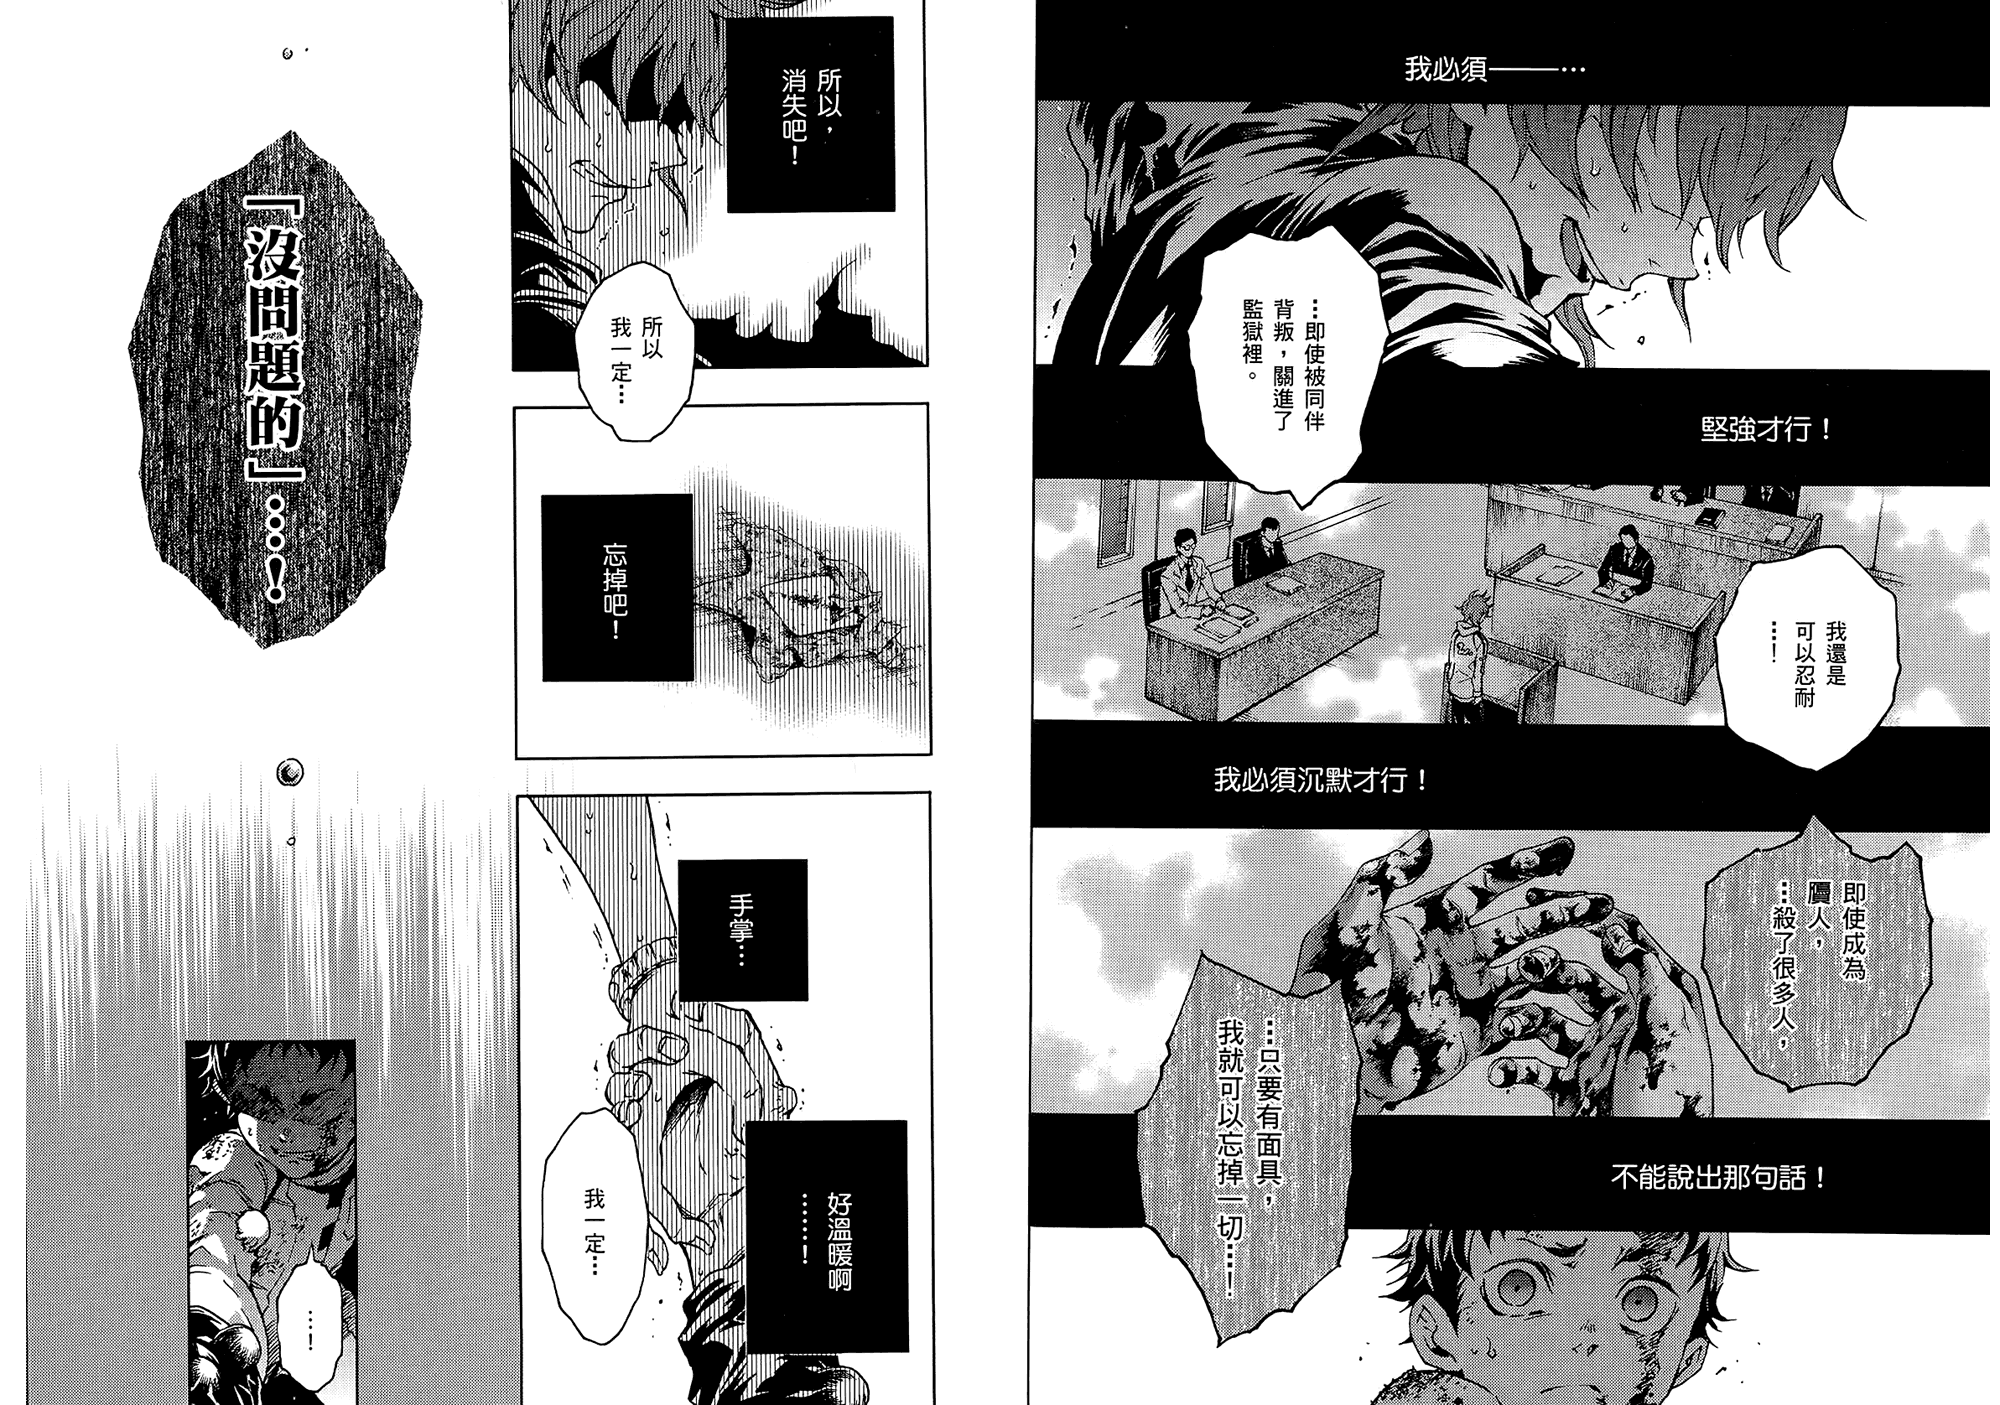 我必須———…
…即使被同伴
背叛，關進了
監獄裡。
堅強才行！
我還是
可以忍耐
…！
我必須沉默才行！
即使成為
贗人，
…殺了很多人，
…只要有面具，
我就可以忘掉一切…！
不能說出那句話！
所以，
消失吧！
所以
我一定…
忘掉吧！
手掌…
好溫暖啊
……！
我一定…
『沒問題的』……！
…！